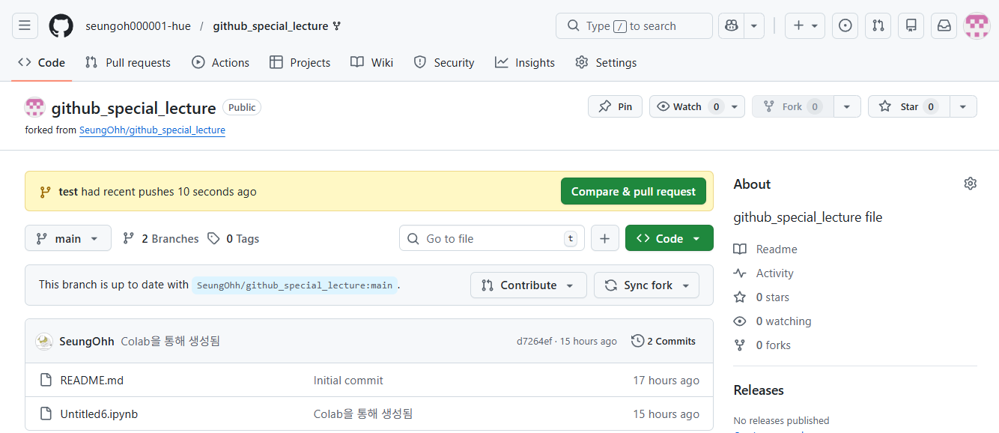 seungoh000001-hue / github_special_lecture
Type / to search
Code Pull requests Actions Projects Wiki Security Insights Settings
github_special_lecture Public
Pin Watch 0 Fork 0 Star 0
forked from SeungOhh/github_special_lecture
test had recent pushes 10 seconds ago
Compare & pull request
main 2 Branches 0 Tags
Go to file t
Code
This branch is up to date with SeungOhh/github_special_lecture:main .
Contribute Sync fork
SeungOhh Colab을 통해 생성됨 d7264ef · 15 hours ago 2 Commits
README.md Initial commit 17 hours ago
Untitled6.ipynb Colab을 통해 생성됨 15 hours ago
About
github_special_lecture file
Readme
Activity
0 stars
0 watching
0 forks
Releases
No releases published